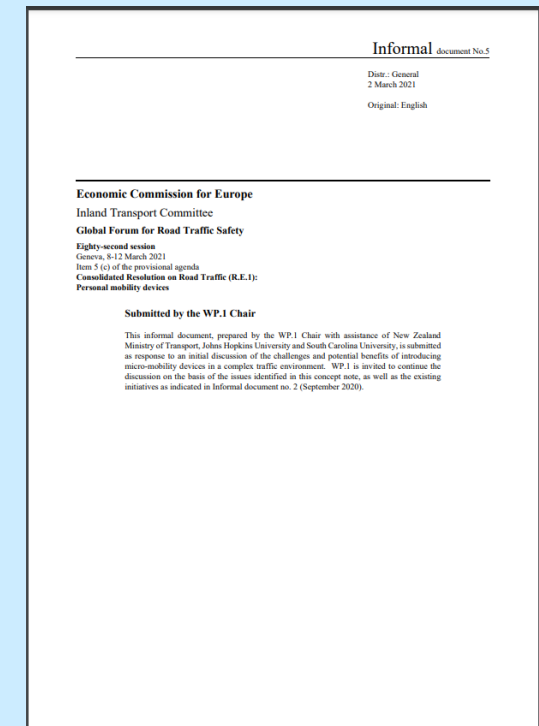 Informal document No.5
Distr.: General
2 March 2021
Original: English
Economic Commission for Europe
Inland Transport Committee
Global Forum for Road Traffic Safety
Eighty-second session
Geneva, 8-12 March 2021
Item 5 (c) of the provisional agenda
Consolidated Resolution on Road Traffic (R.E.1):
Personal mobility devices
Submitted by the WP.1 Chair
This informal document, prepared by the WP.1 Chair with assistance of New Zealand
Ministry of Transport, Johns Hopkins University and South Carolina University, is submitted
as response to an initial discussion of the challenges and potential benefits of introducing
micro-mobility devices in a complex traffic environment. WP.1 is invited to continue the
discussion on the basis of the issues identified in this concept note, as well as the existing
initiatives as indicated in Informal document no. 2 (September 2020).